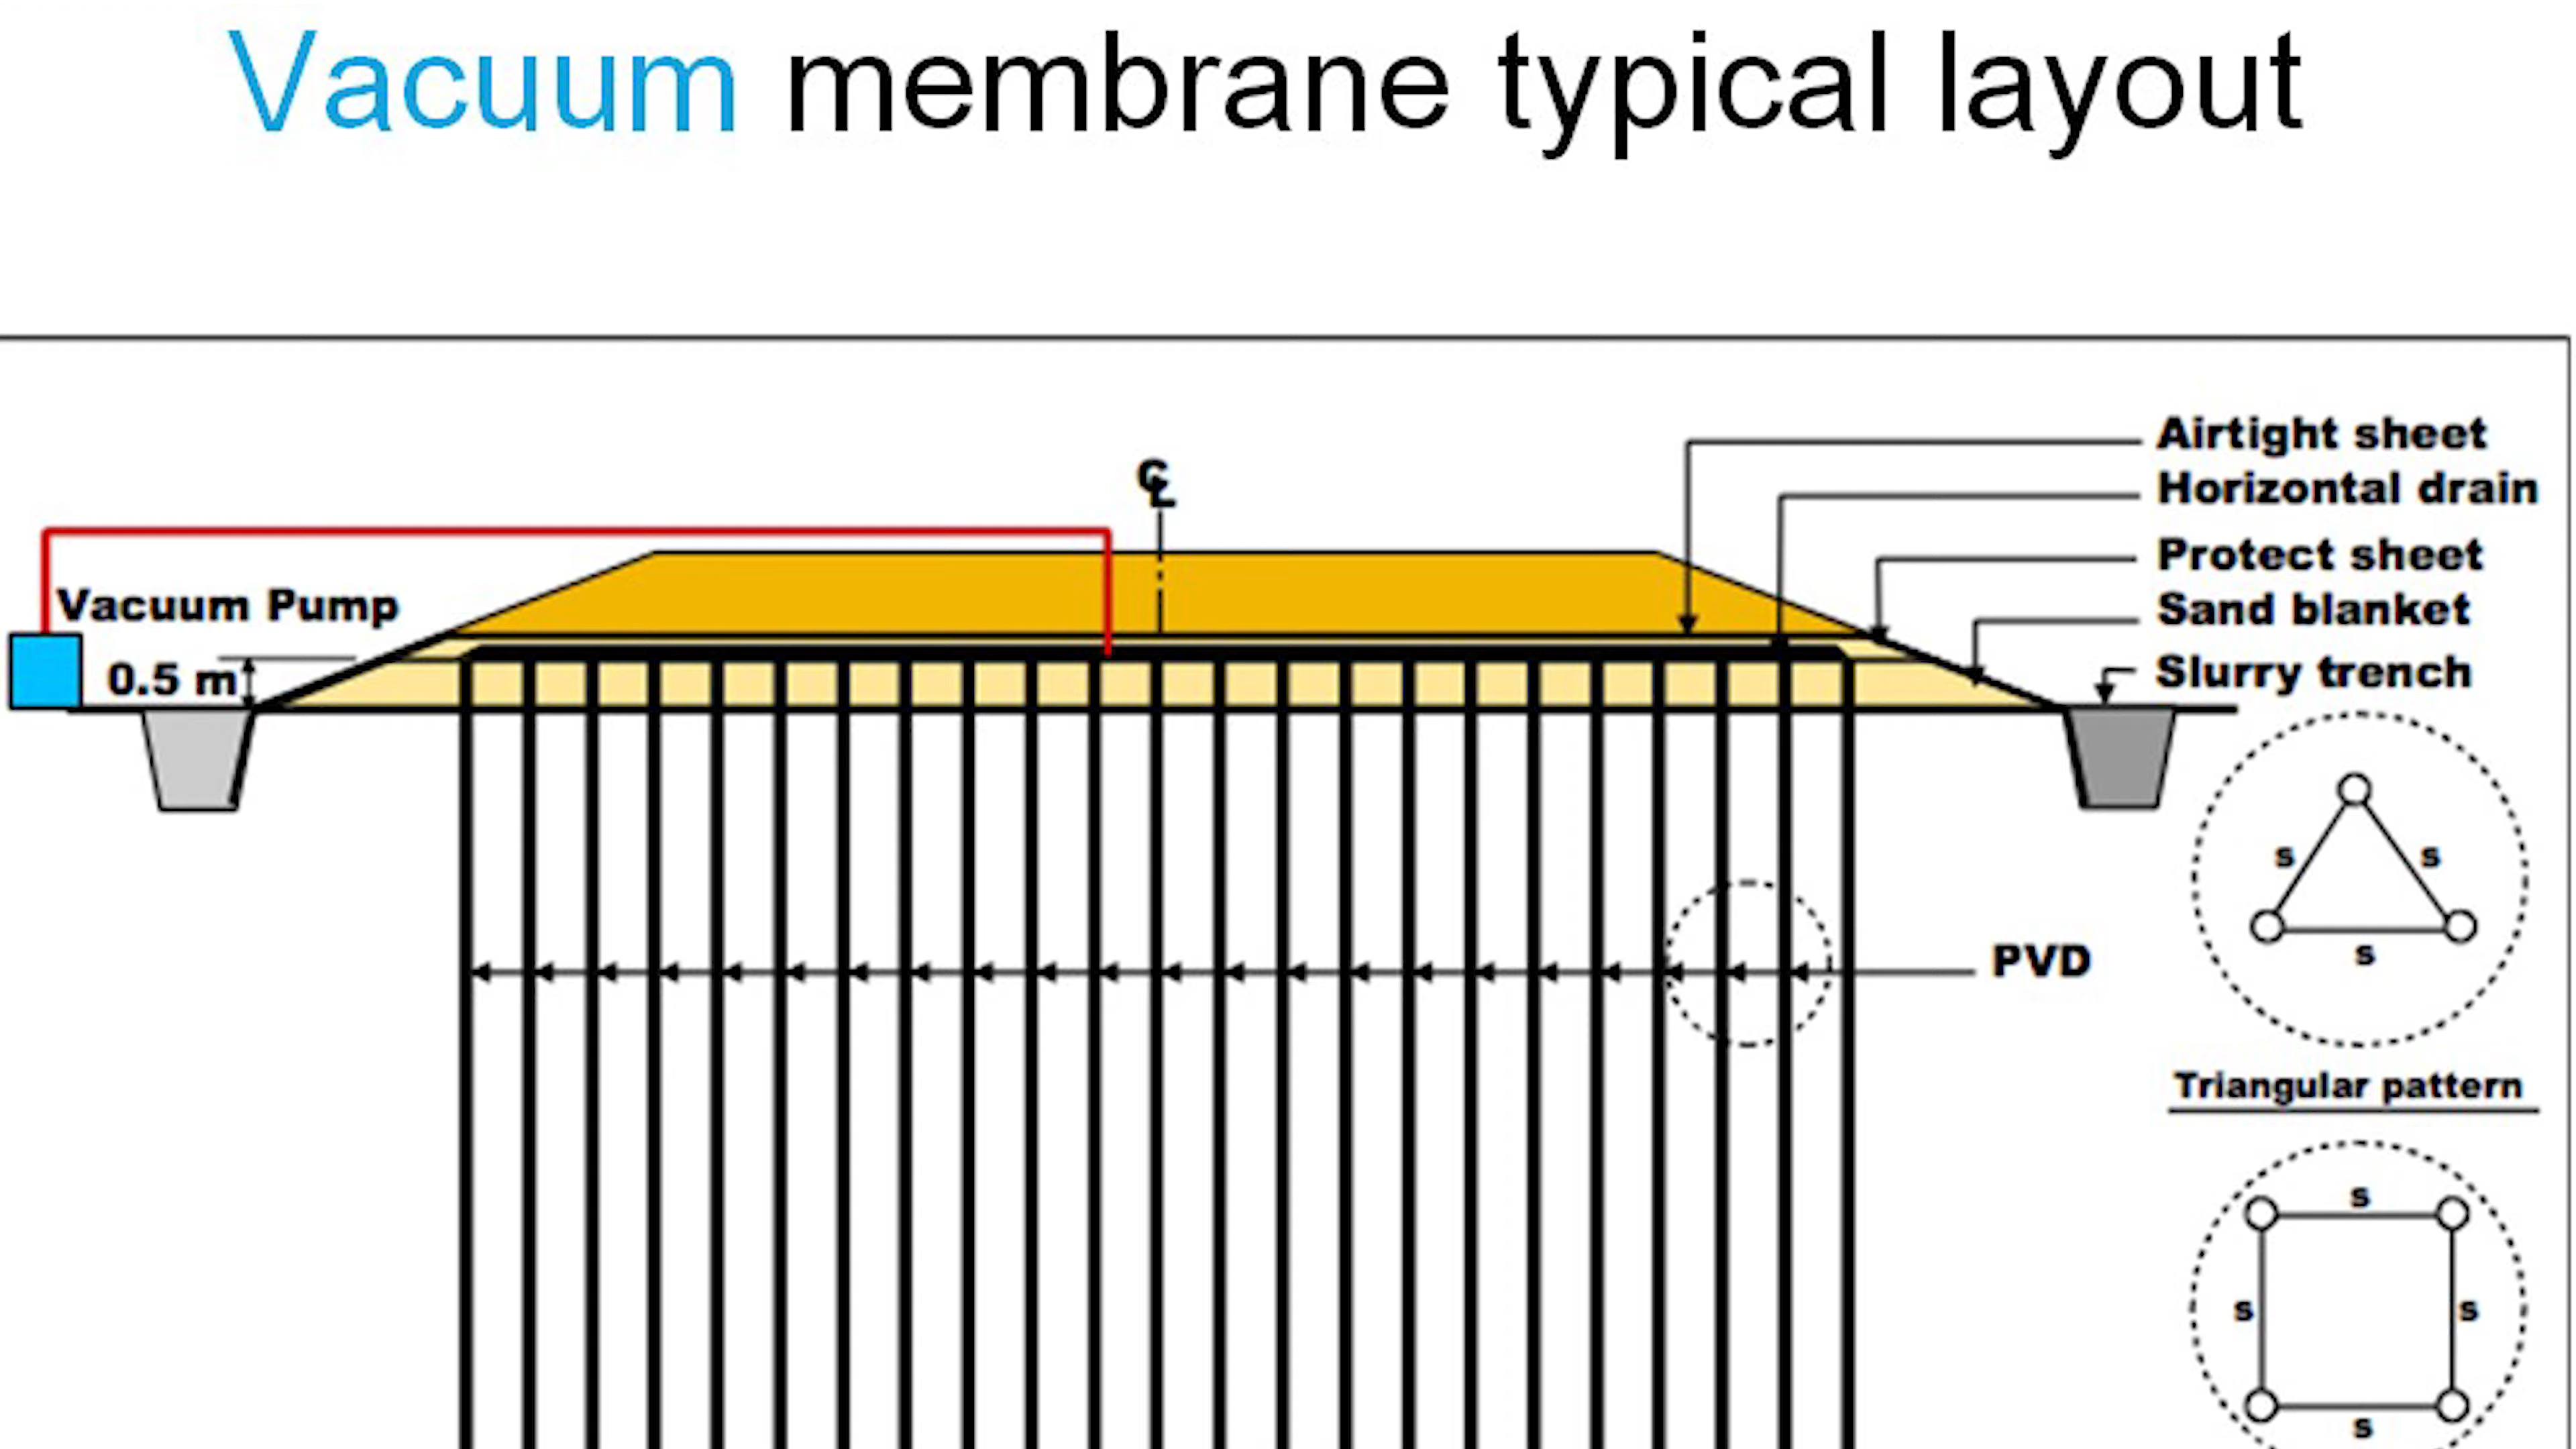 Vacuum membrane typical layout
Airtight sheet
Horizontal drain
Protect sheet
Sand blanket
Slurry trench
℄
Vacuum Pump
0.5 m
PVD
s
s
s
Triangular pattern
s
s
s
s